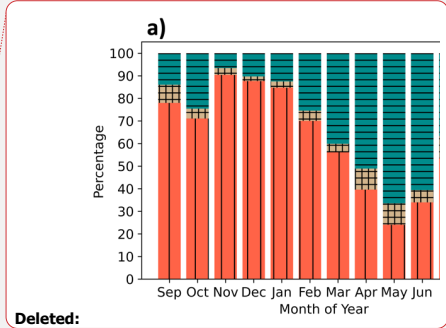 a)
100
90
80
70
60
50
40
30
20
10
0
Percentage
Sep Oct Nov Dec Jan Feb Mar Apr May Jun
Month of Year
Deleted: